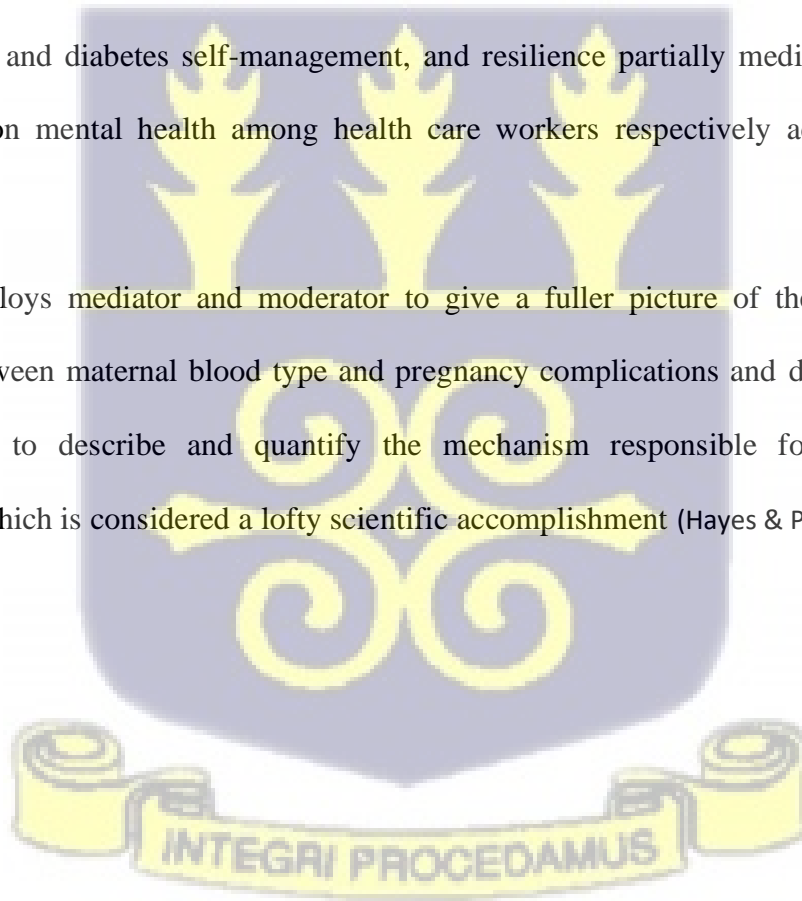 and diabetes self-management, and resilience partially medi
on mental health among health care workers respectively a
loys mediator and moderator to give a fuller picture of the
ween maternal blood type and pregnancy complications and d
to describe and quantify the mechanism responsible fo
hich is considered a lofty scientific accomplishment (Hayes & P
INTEGRI PROCEDAMUS